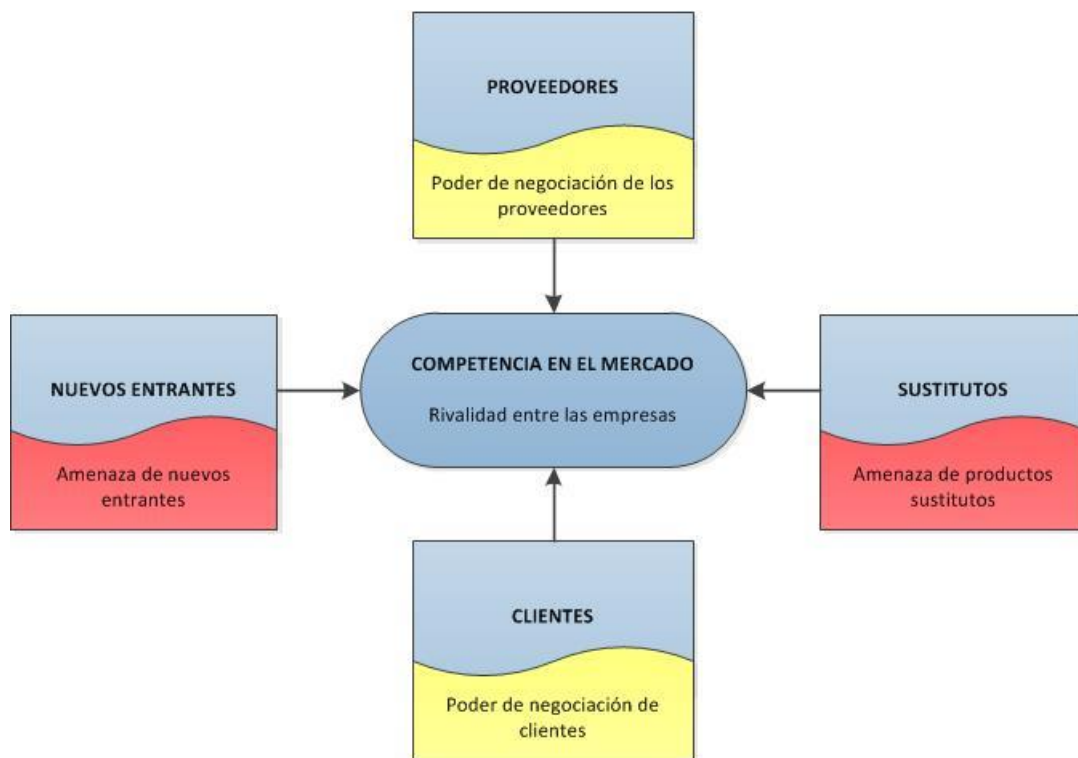 PROVEEDORES
Poder de negociación de los
proveedores
NUEVOS ENTRANTES
Amenaza de nuevos
entrantes
COMPETENCIA EN EL MERCADO
Rivalidad entre las empresas
SUSTITUTOS
Amenaza de productos
sustitutos
CLIENTES
Poder de negociación de
clientes